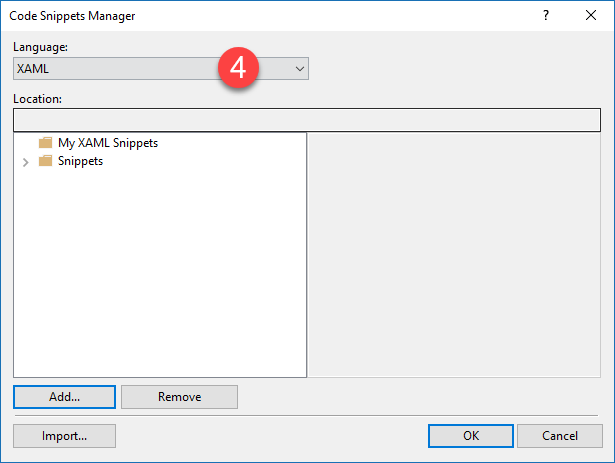 Code Snippets Manager ?
Language:
XAML 4
Location:
My XAML Snippets
Snippets
Add... Remove
Import... OK Cancel